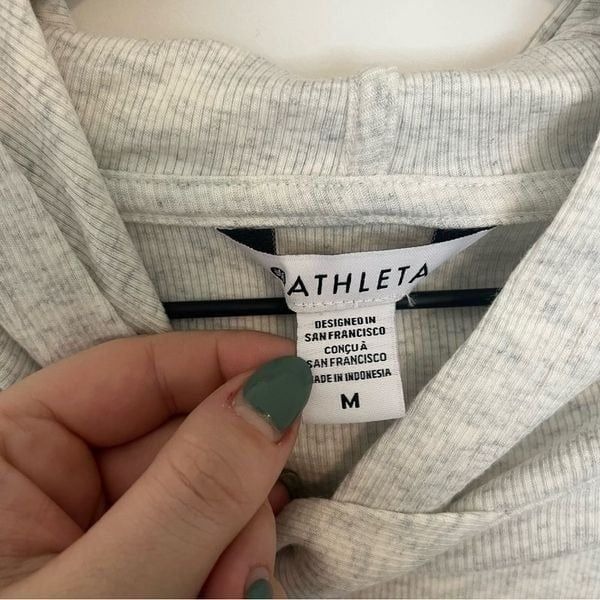 ATHLETA
DESIGNED IN
SAN FRANCISCO
CONÇU À
SAN FRANCISCO
MADE IN INDONESIA
M